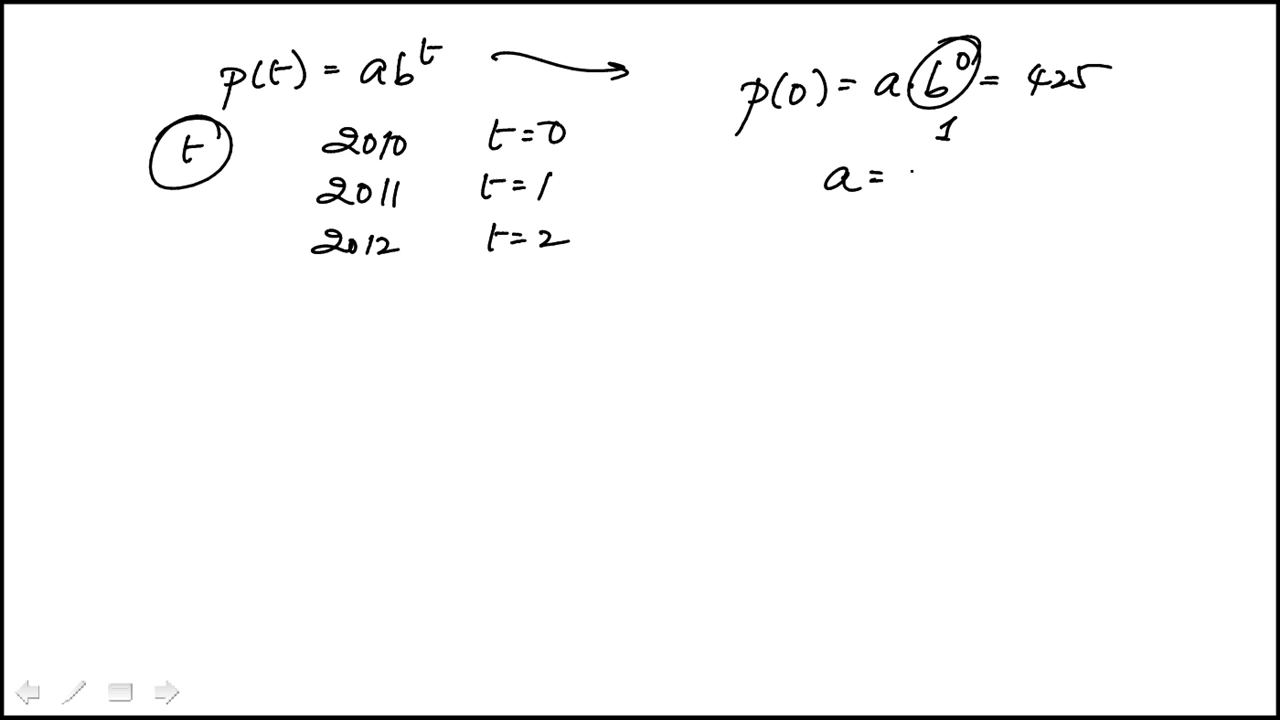 p(t) = ab^t
p(0) = a·b^0 = 425
1
a =
t
2010 t=0
2011 t=1
2012 t=2